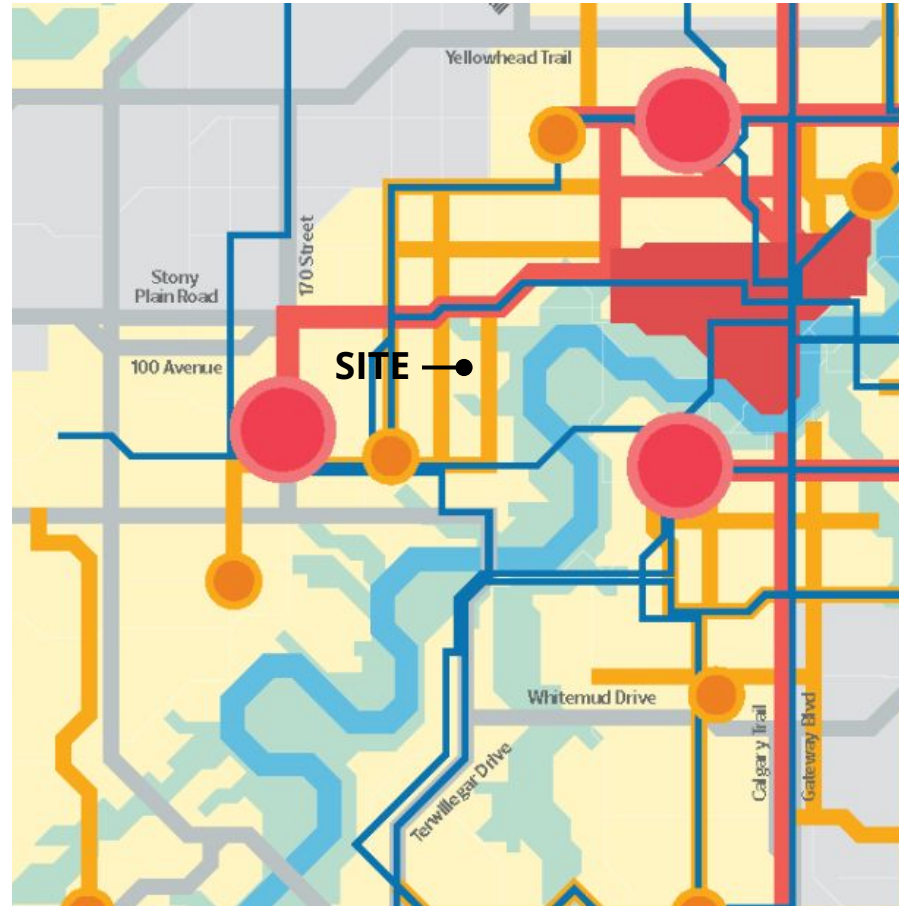 Yellowhead Trail
170 Street
Stony
Plain Road
100 Avenue
SITE
Whitemud Drive
Terwillegar Drive
Calgary Trail
Gateway Blvd